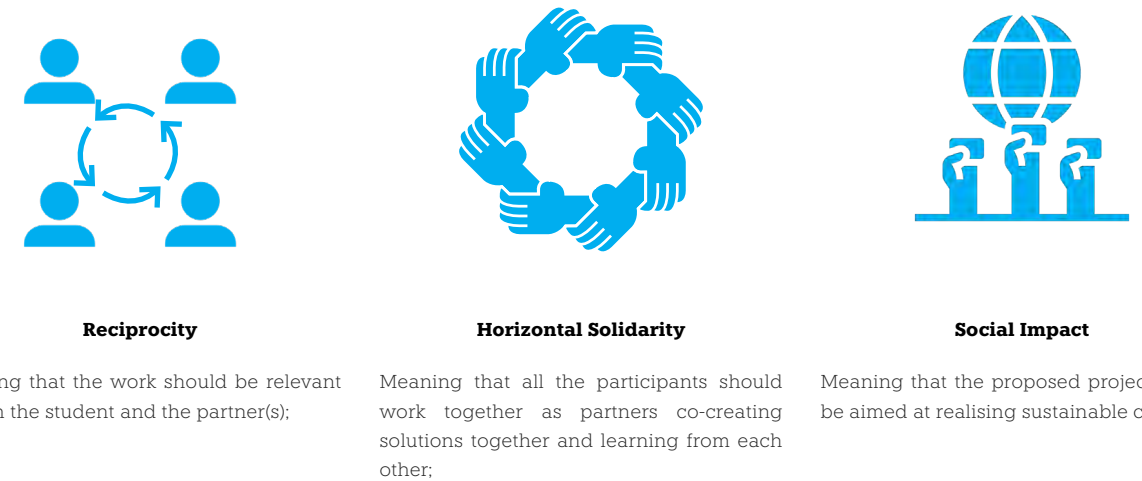 Reciprocity
that the work should be relevant
the student and the partner(s);
Horizontal Solidarity
Meaning that all the participants should
work together as partners co-creating
solutions together and learning from each
other;
Social Impact
Meaning that the proposed
be aimed at realising sustainable